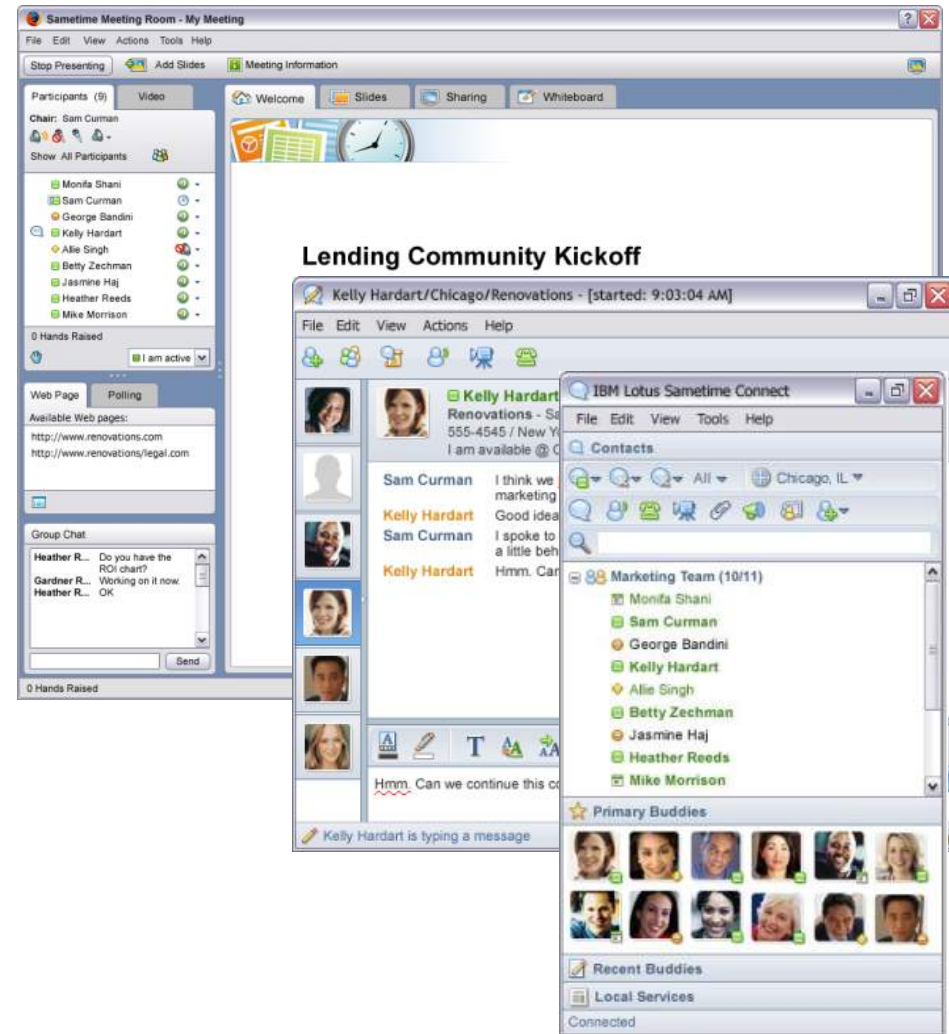 Sametime Meeting Room - My Meeting
File Edit View Actions Tools Help
Stop Presenting Add Slides Meeting Information
Participants (9) Video
Chair: Sam Curman
Show All Participants
Monifa Shani
Sam Curman
George Bandini
Kelly Hardart
Allie Singh
Betty Zechman
Jasmine Haj
Heather Reeds
Mike Morrison
0 Hands Raised
I am active
Web Page Polling
Available Web pages:
http://www.renovations.com
http://www.renovations/legal.com
Group Chat
Heather R... Do you have the
ROI chart?
Gardner R... Working on it now.
Heather R... OK
Send
0 Hands Raised
Welcome Slides Sharing Whiteboard
Lending Community Kickoff
Kelly Hardart/Chicago/Renovations - [started: 9:03:04 AM]
File Edit View Actions Help
Kelly Hardart
Renovations - Sa
555-4545 / New Yo
I am available @ C
Sam Curman I think we
marketing
Kelly Hardart Good idea
Sam Curman I spoke to
a little beh
Kelly Hardart Hmm. Can
Hmm. Can we continue this co
Kelly Hardart is typing a message
IBM Lotus Sametime Connect
File Edit View Tools Help
Contacts
All Chicago, IL
Marketing Team (10/11)
Monifa Shani
Sam Curman
George Bandini
Kelly Hardart
Allie Singh
Betty Zechman
Jasmine Haj
Heather Reeds
Mike Morrison
Primary Buddies
Recent Buddies
Local Services
Connected